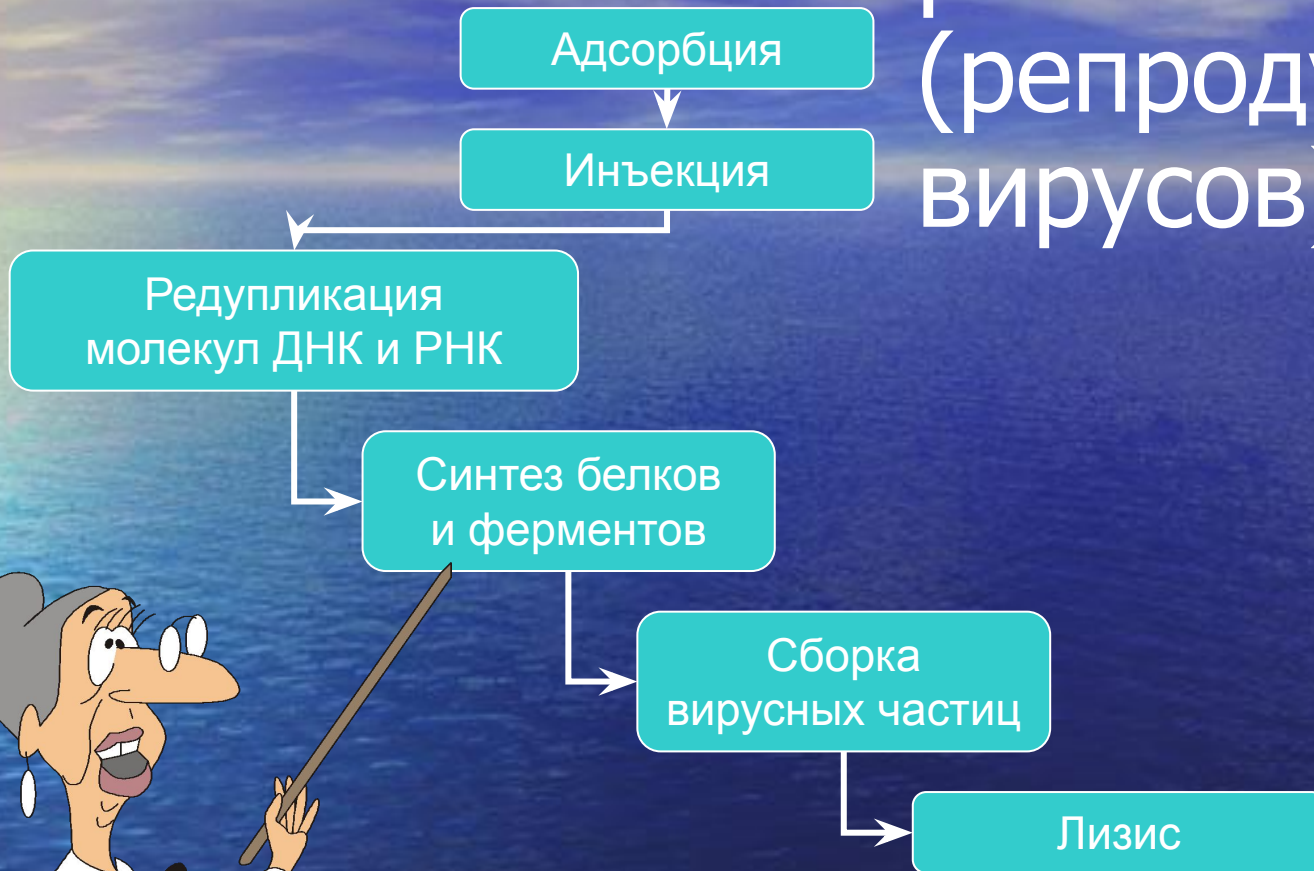 Адсорбция
Инъекция
вирусов)
Редупликация
молекул ДНК и РНК
Синтез белков
и ферментов
Сборка
вирусных частиц
Лизис